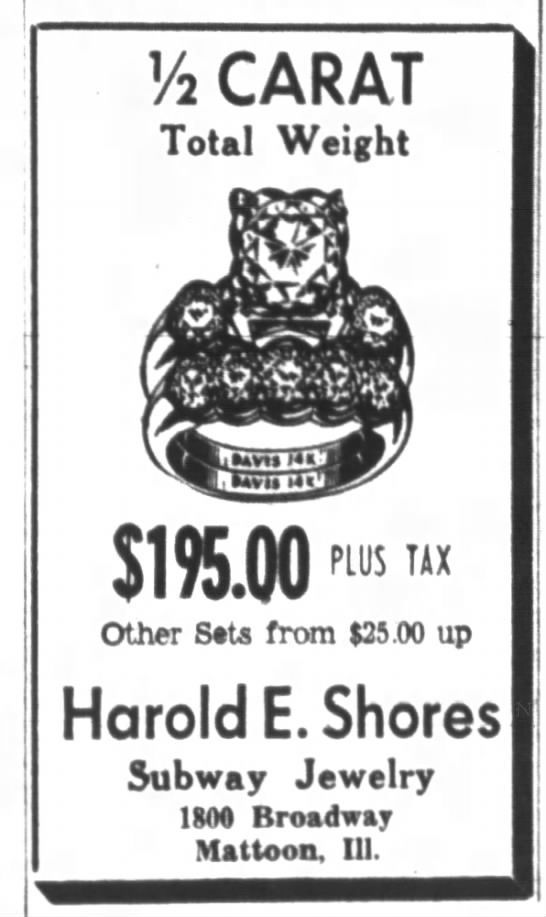 ½ CARAT
Total Weight
DAVIS 14K
DAVIS 14K
$195.00 PLUS TAX
Other Sets from $25.00 up
Harold E. Shores
Subway Jewelry
1800 Broadway
Mattoon, Ill.